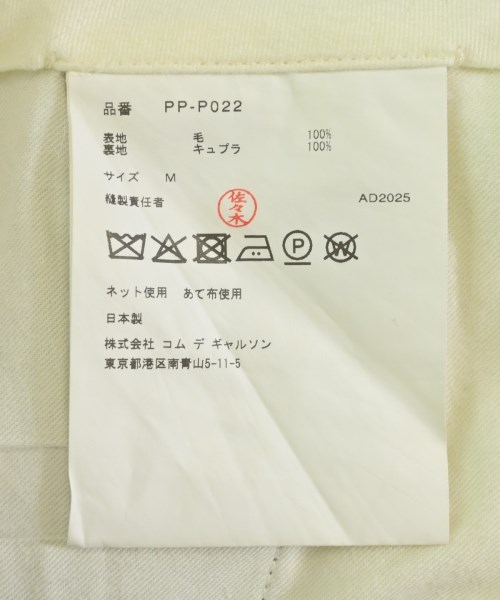 品番 PP-P022
表地 毛 100%
裏地 キュプラ 100%
サイズ M
縫製責任者 佐々木 AD2025
P W
ネット使用 あて布使用
日本製
株式会社 コム デ ギャルソン
東京都港区南青山5-11-5